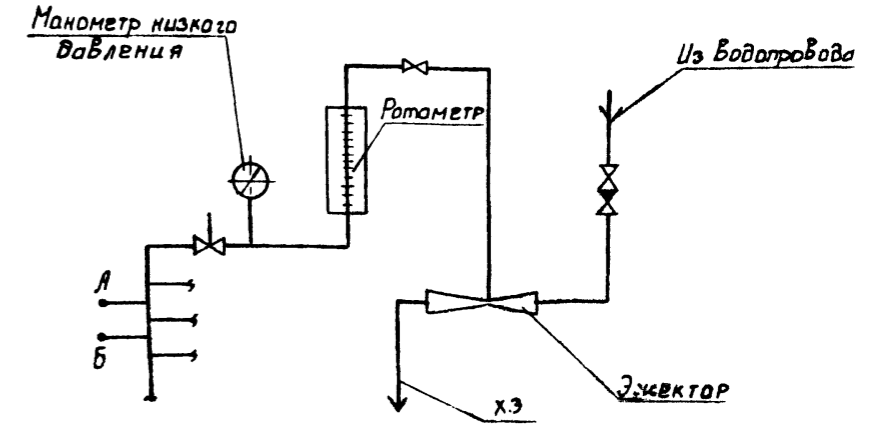 Манометр низкого
давления
Из водопровода
Ротаметр
А
Б
Эжектор
х.з